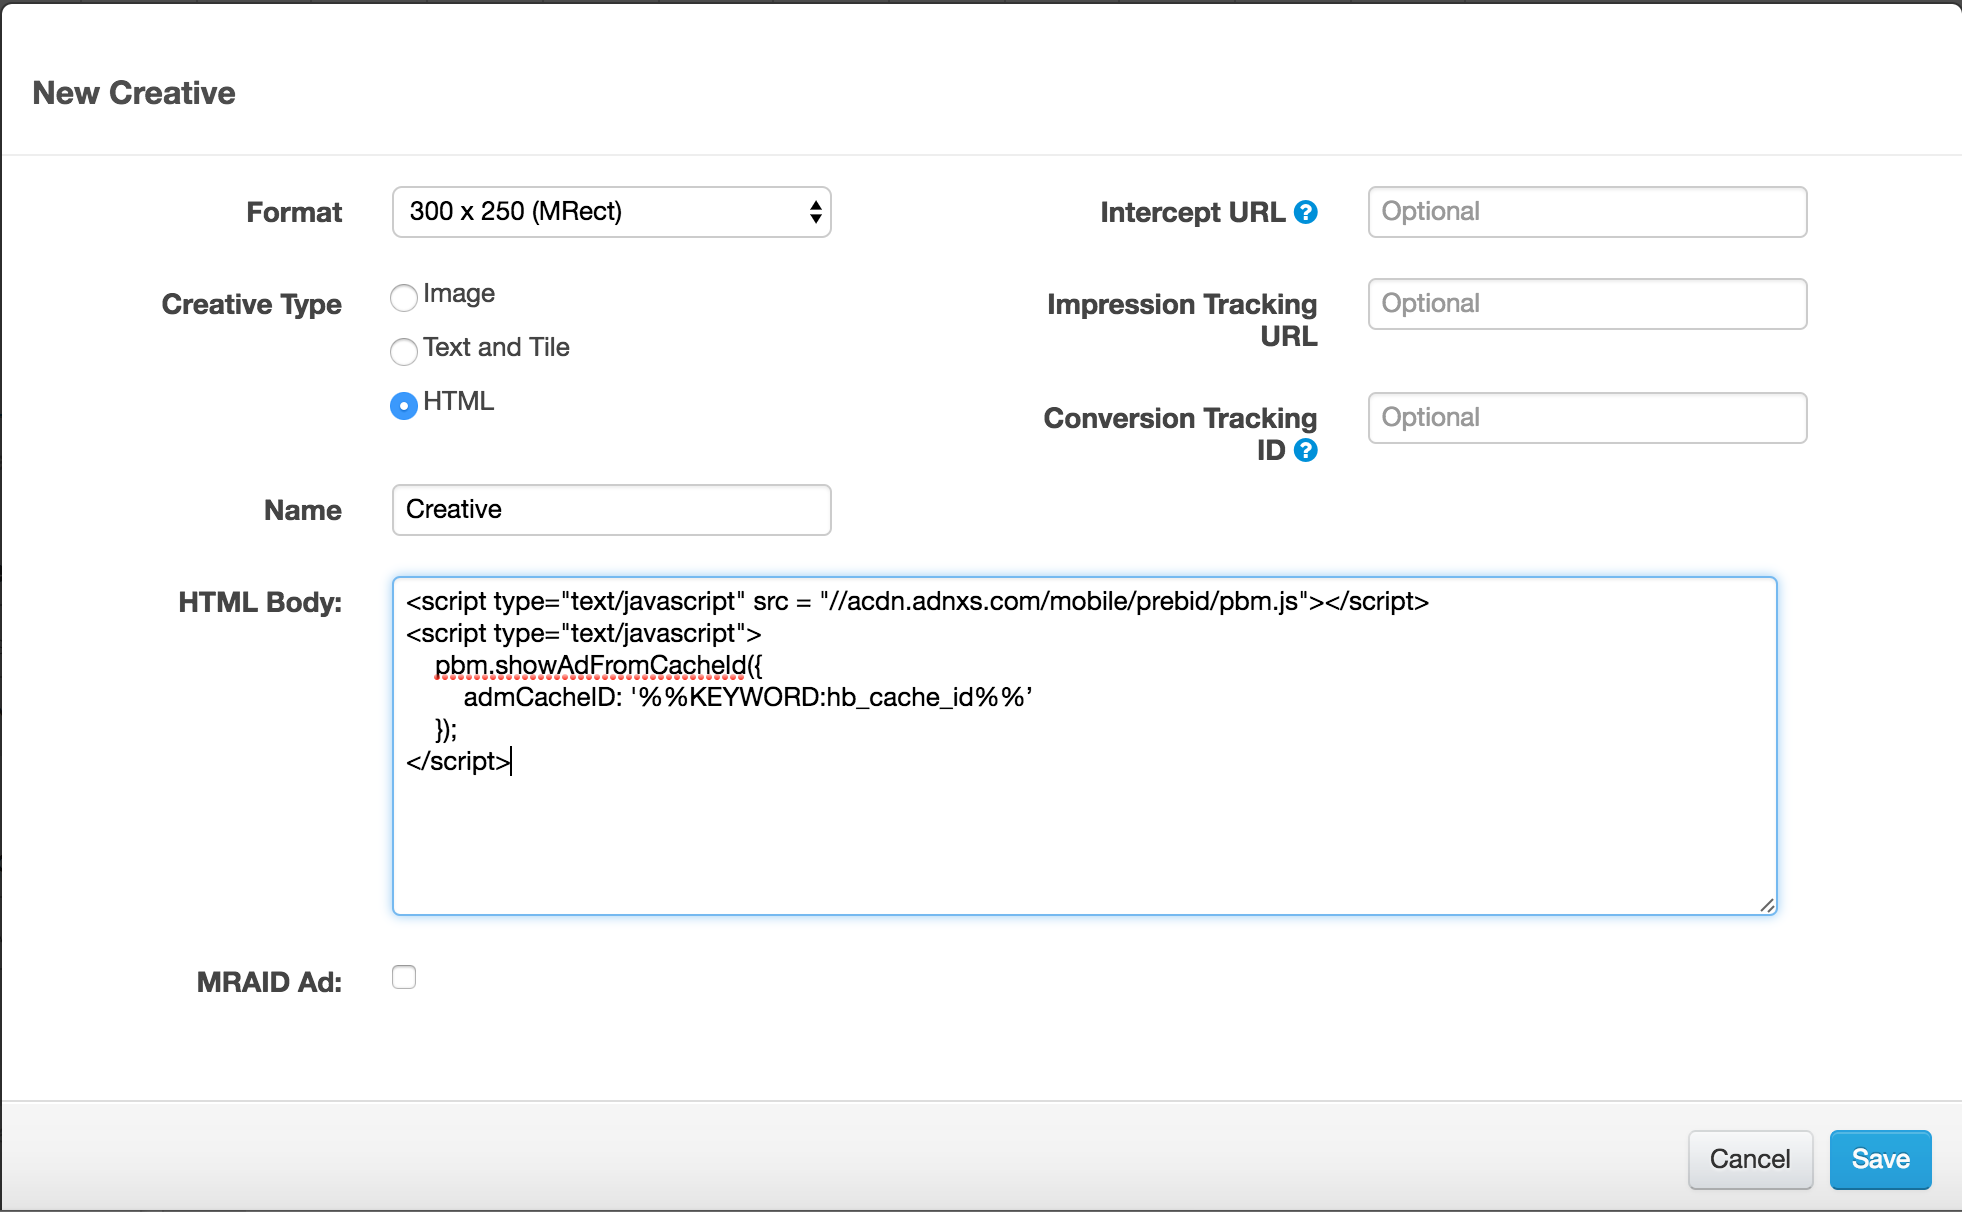 New Creative
Format
300 x 250 (MRect)
Creative Type
Image
Text and Tile
HTML
Name
Creative
Intercept URL ?
Optional
Impression Tracking
URL
Optional
Conversion Tracking
ID ?
Optional
HTML Body:
<script type="text/javascript" src = "//acdn.adnxs.com/mobile/prebid/pbm.js"></script>
<script type="text/javascript">
pbm.showAdFromCacheId({
admCacheID: '%%KEYWORD:hb_cache_id%%’
});
</script>
MRAID Ad:
Cancel
Save